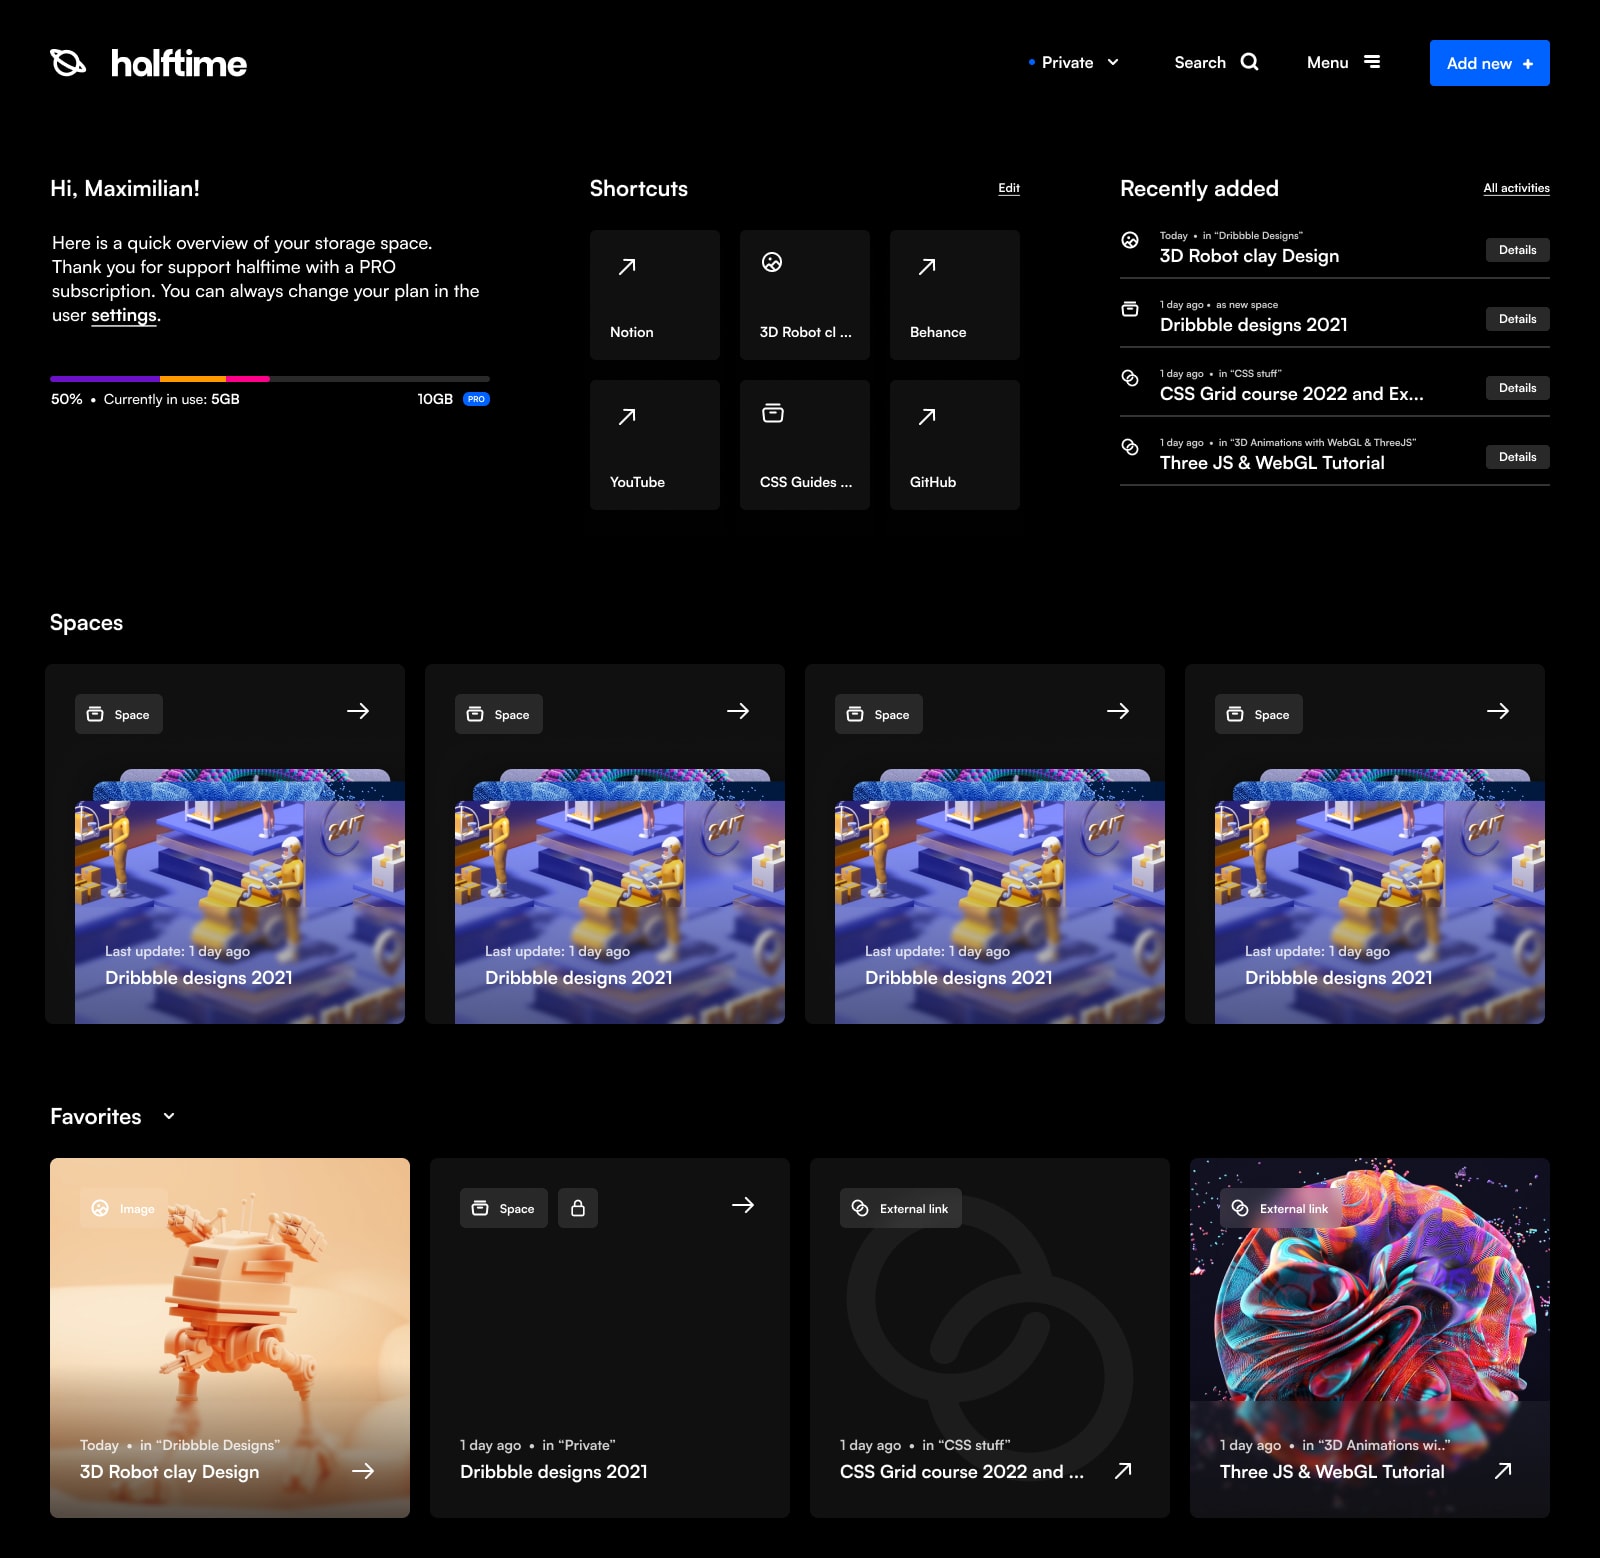 halftime
Private
Search
Menu
Add new +
Hi, Maximilian!
Here is a quick overview of your storage space.
Thank you for support halftime with a PRO
subscription. You can always change your plan in the
user settings.
50% • Currently in use: 5GB
10GB PRO
Shortcuts
Edit
Notion
3D Robot cl ...
Behance
YouTube
CSS Guides ...
GitHub
Recently added
All activities
Today • in “Dribbble Designs”
3D Robot clay Design
Details
1 day ago • as new space
Dribbble designs 2021
Details
1 day ago • in “CSS stuff”
CSS Grid course 2022 and Ex...
Details
1 day ago • in “3D Animations with WebGL & ThreeJS”
Three JS & WebGL Tutorial
Details
Spaces
Space
24/7
Last update: 1 day ago
Dribbble designs 2021
Space
24/7
Last update: 1 day ago
Dribbble designs 2021
Space
24/7
Last update: 1 day ago
Dribbble designs 2021
Space
24/7
Last update: 1 day ago
Dribbble designs 2021
Favorites
Image
Today • in “Dribbble Designs”
3D Robot clay Design
Space
1 day ago • in “Private”
Dribbble designs 2021
External link
1 day ago • in “CSS stuff”
CSS Grid course 2022 and ...
External link
1 day ago • in “3D Animations wi..”
Three JS & WebGL Tutorial